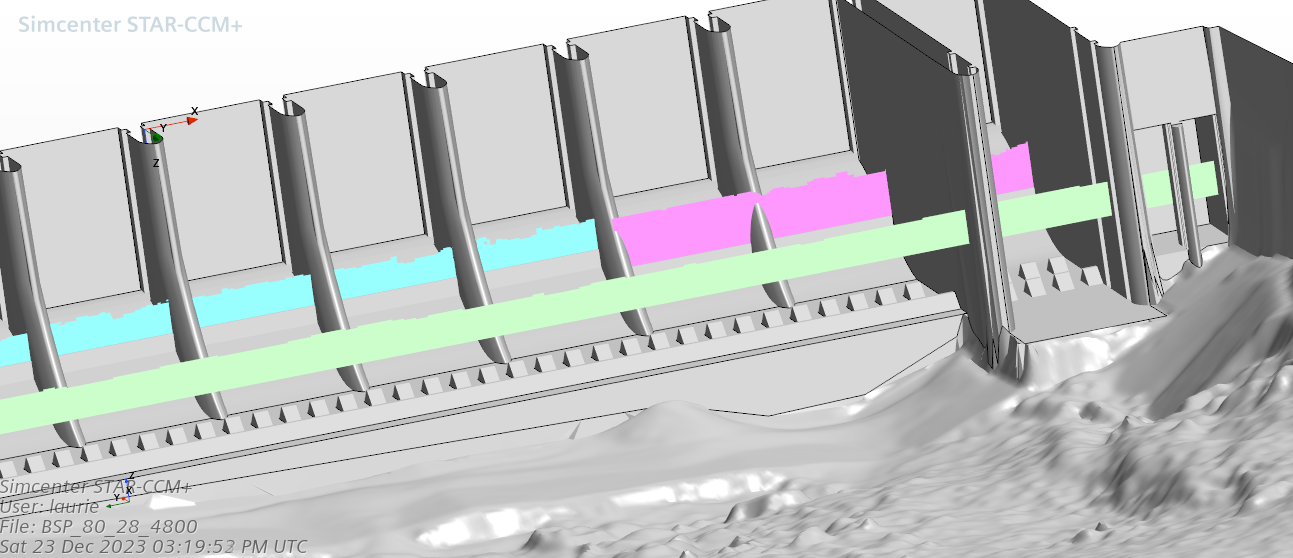 Simcenter STAR-CCM+
X
Y
Z
Z
X
Y
Simcenter STAR-CCM+
User: laurie
File: BSP_80_28_4800
Sat 23 Dec 2023 03:19:53 PM UTC